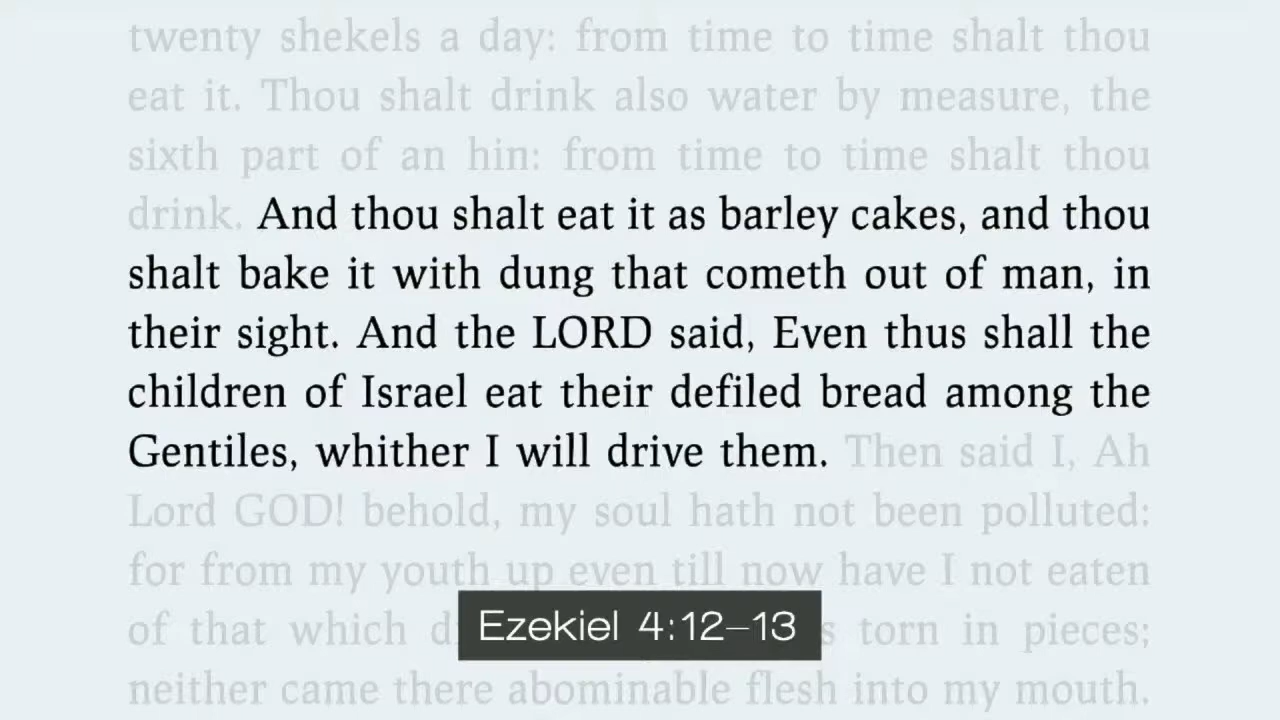 twenty shekels a day: from time to time shalt thou
eat it. Thou shalt drink also water by measure, the
sixth part of an hin: from time to time shalt thou
drink. And thou shalt eat it as barley cakes, and thou
shalt bake it with dung that cometh out of man, in
their sight. And the LORD said, Even thus shall the
children of Israel eat their defiled bread among the
Gentiles, whither I will drive them. Then said I, Ah
Lord GOD! behold, my soul hath not been polluted:
for from my youth up even till now have I not eaten
of that which torn in pieces;
Ezekiel 4:12–13
neither came there abominable flesh into my mouth.